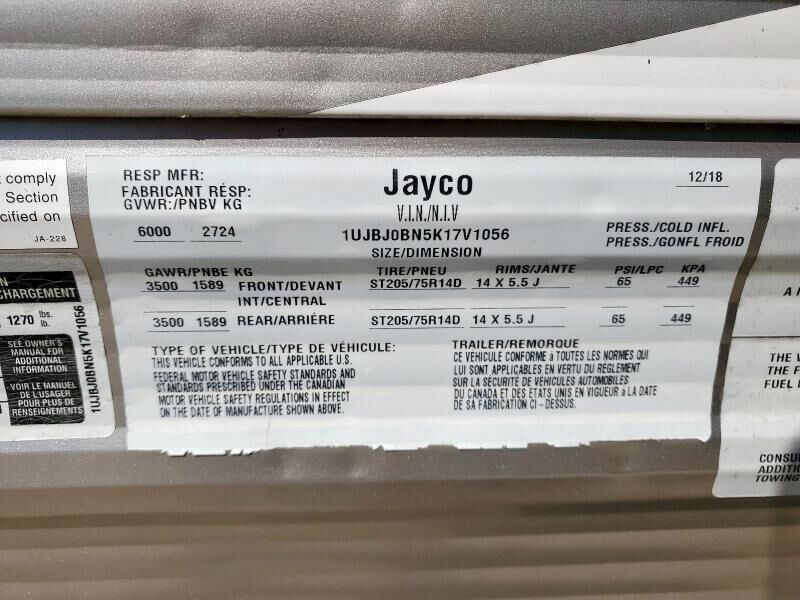 t comply
Section
cified on
JA-228
N
CHARGEMENT
1270 lbs.
lb.
SEE OWNER'S
MANUAL FOR
ADDITIONAL
INFORMATION
VOIR LE MANUEL
DE L'USAGER
POUR PLUS DE
RENSEIGNEMENTS
1UJBJ0BN5K17V1056
RESP MFR:
FABRICANT RÉSP:
GVWR:/PNBV KG
6000 2724
Jayco
12/18
V.I.N./N.I.V
1UJBJ0BN5K17V1056
SIZE/DIMENSION
PRESS./COLD INFL.
PRESS./GONFL FROID
GAWR/PNBE KG TIRE/PNEU RIMS/JANTE PSI/LPC KPA
3500 1589 FRONT/DEVANT ST205/75R14D 14 X 5.5 J 65 449
INT/CENTRAL
3500 1589 REAR/ARRIÉRE ST205/75R14D 14 X 5.5 J 65 449
TYPE OF VEHICLE/TYPE DE VÉHICULE: TRAILER/REMORQUE
THIS VEHICLE CONFORMS TO ALL APPLICABLE U.S.
FEDERAL MOTOR VEHICLE SAFETY STANDARDS AND
STANDARDS PRESCRIBED UNDER THE CANADIAN
MOTOR VEHICLE SAFETY REGULATIONS IN EFFECT
ON THE DATE OF MANUFACTURE SHOWN ABOVE.
CE VEHICULE CONFORME à TOUTES LES NORMES QUI
LUI SONT APPLICABLES EN VERTU DU REGLEMENT
SUR LA SECURITE DE VEHICULES AUTOMOBILES
DU CANADA ET DES ETATS UNIS EN VIGUEUR à LA DATE
DE SA FABRICATION CI-DESSUS.
A
THE V
THE F
FUEL
CONSU
ADDITI
TOWING